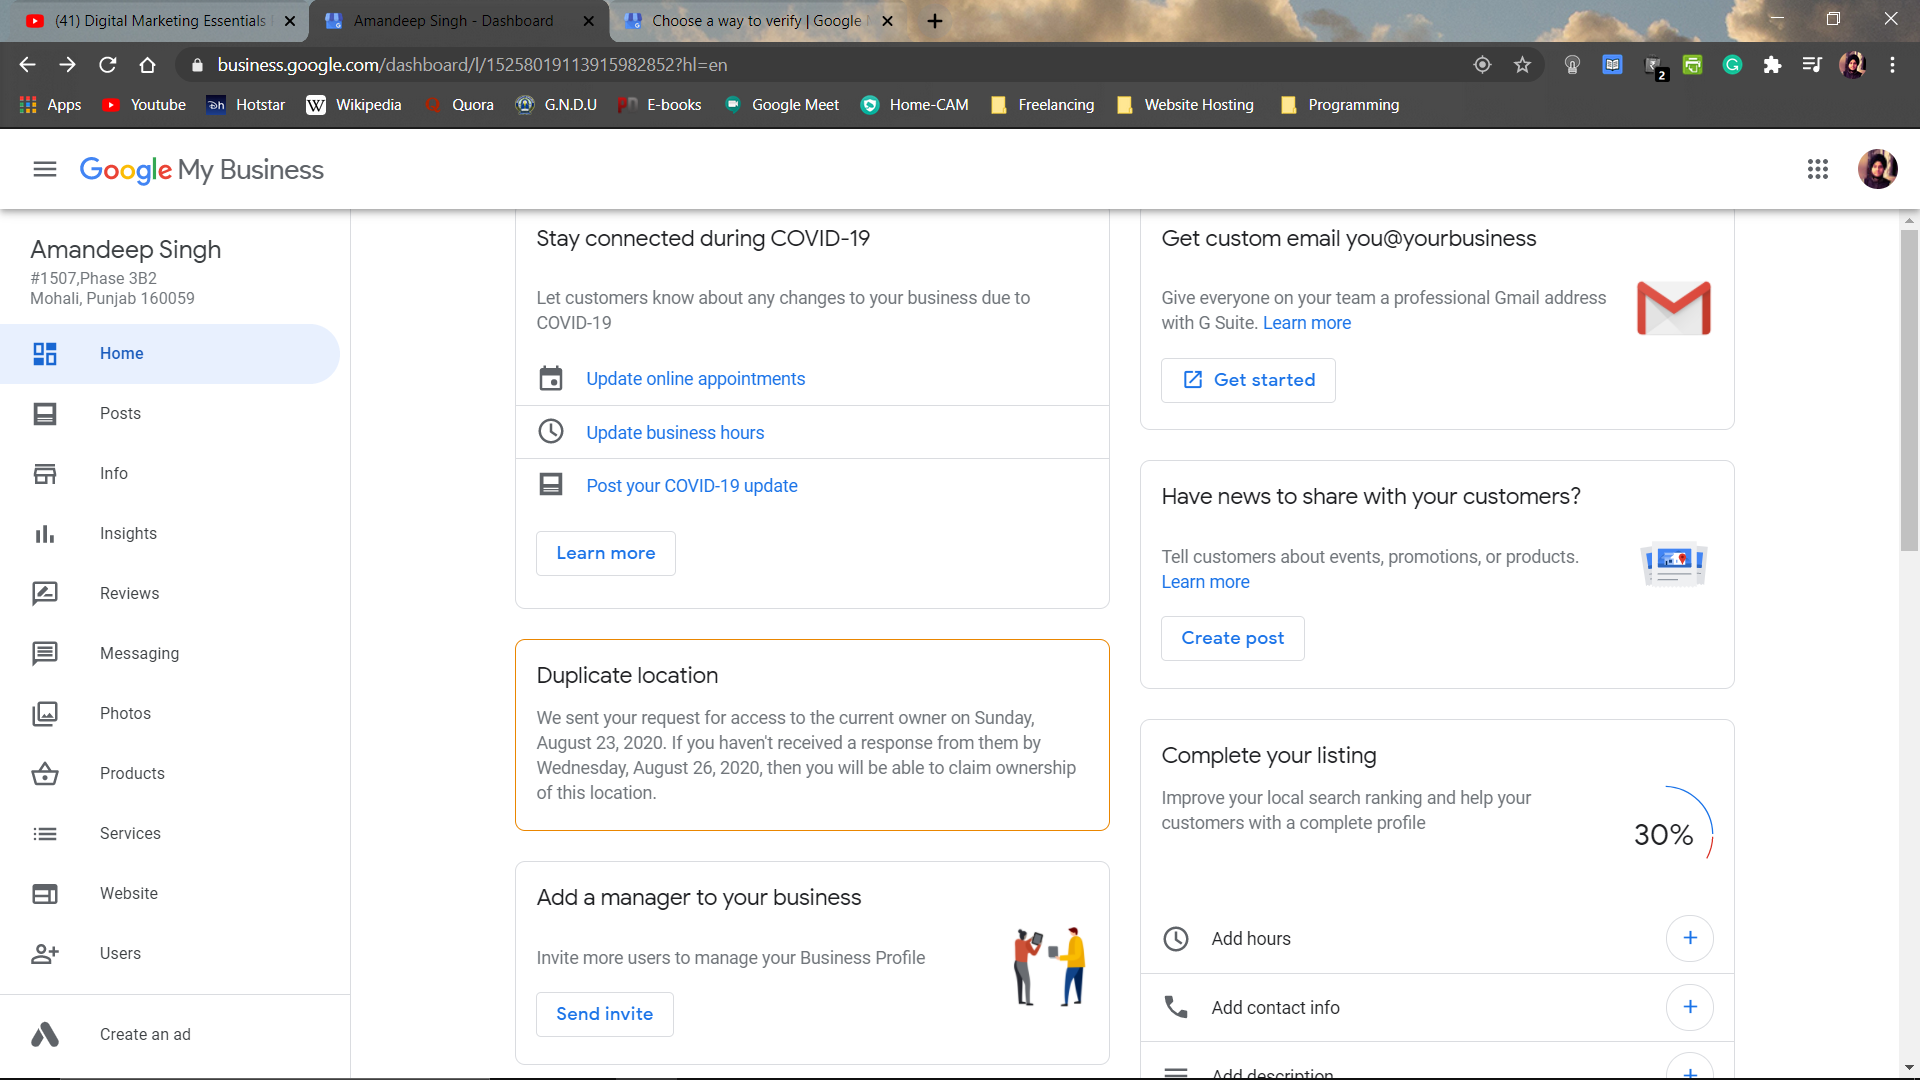 (41) Digital Marketing Essentials
Amandeep Singh - Dashboard
Choose a way to verify | Google
business.google.com/dashboard/l/15258019113915982852?hl=en
2
Apps
Youtube
Hotstar
Wikipedia
Quora
G.N.D.U
E-books
Google Meet
Home-CAM
Freelancing
Website Hosting
Programming
Google My Business
Amandeep Singh
#1507,Phase 3B2
Mohali, Punjab 160059
Home
Posts
Info
Insights
Reviews
Messaging
Photos
Products
Services
Website
Users
Create an ad
Stay connected during COVID-19
Let customers know about any changes to your business due to
COVID-19
Update online appointments
Update business hours
Post your COVID-19 update
Learn more
Duplicate location
We sent your request for access to the current owner on Sunday,
August 23, 2020. If you haven't received a response from them by
Wednesday, August 26, 2020, then you will be able to claim ownership
of this location.
Add a manager to your business
Invite more users to manage your Business Profile
Send invite
Get custom email you@yourbusiness
Give everyone on your team a professional Gmail address
with G Suite. Learn more
Get started
Have news to share with your customers?
Tell customers about events, promotions, or products.
Learn more
Create post
Complete your listing
Improve your local search ranking and help your
customers with a complete profile
30%
Add hours
Add contact info
Add description